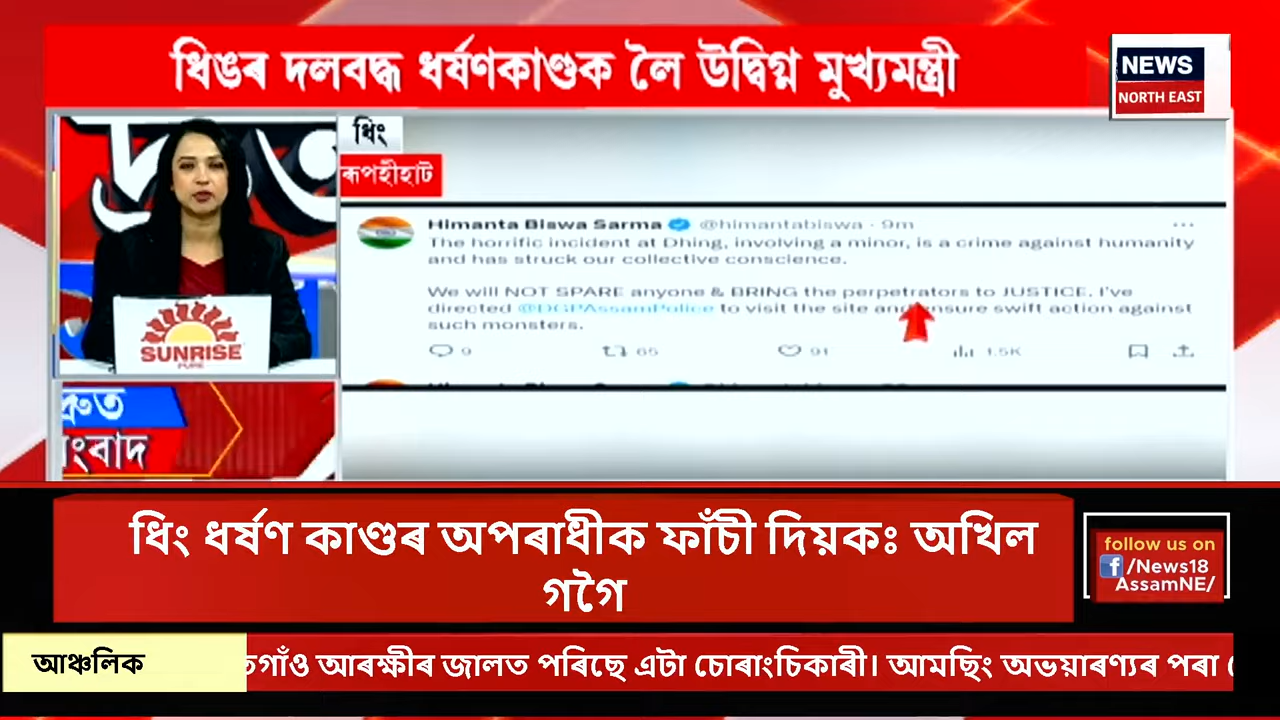 ধিঙৰ দলবদ্ধ ধৰ্ষণকাণ্ডক লৈ উদ্বিগ্ন মুখ্যমন্ত্ৰী
NEWS
NORTH EAST
ধিং
ৰূপহীহাট
Himanta Biswa Sarma @himantabiswa · 9m
The horrific incident at Dhing, involving a minor, is a crime against humanity
and has struck our collective conscience.
We will NOT SPARE anyone & BRING the perpetrators to JUSTICE. I've
directed @DGPAssamPolice to visit the site and ensure swift action against
such monsters.
9 65 91 1.5K
SUNRISE
PURE
দ্ৰুত
সংবাদ
ধিং ধৰ্ষণ কাণ্ডৰ অপৰাধীক ফাঁচী দিয়কঃ অখিল
গগৈ
follow us on
/News18
AssamNE/
আঞ্চলিক
আৰক্ষীৰ জালত পৰিছে এটা চোৰাংচিকাৰী। আমছিং অভয়াৰণ্যৰ পৰা